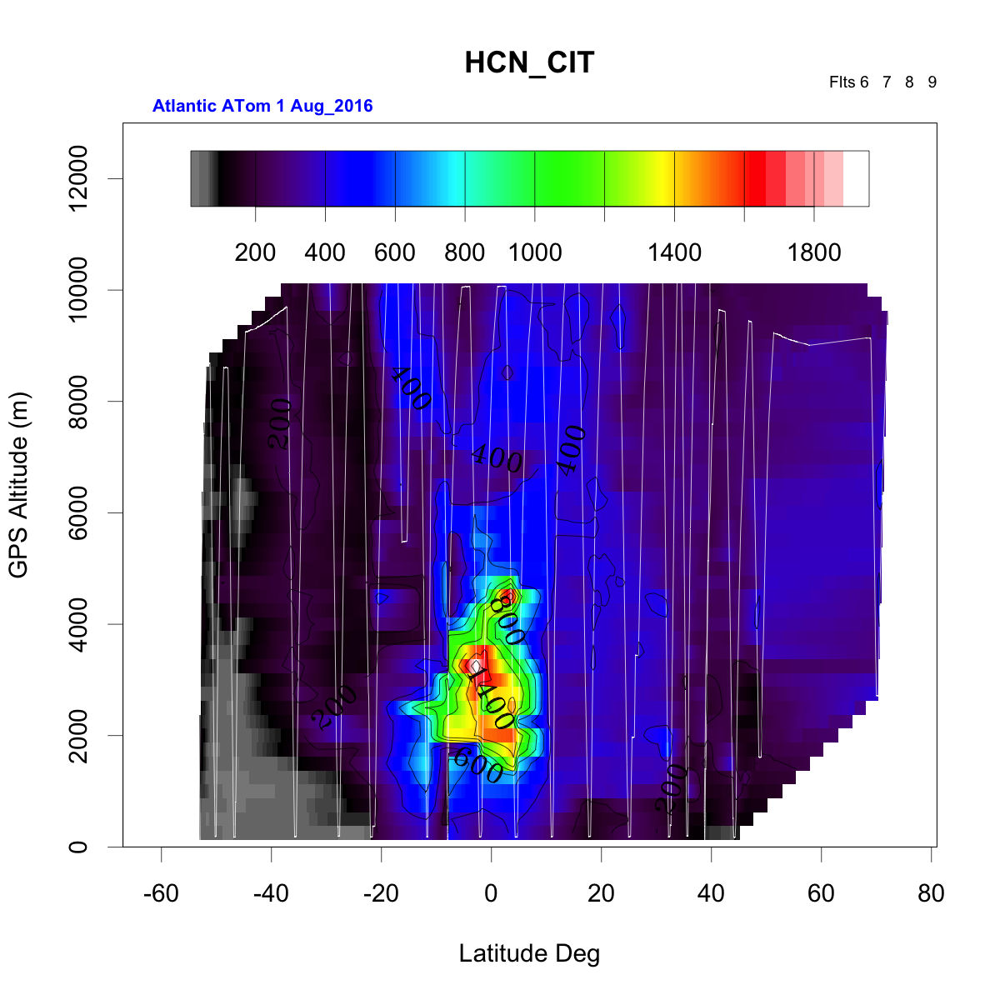 HCN_CIT
Flts 6 7 8 9
Atlantic ATom 1 Aug_2016
200 400 600 800 1000 1400 1800
12000
10000
8000
6000
4000
2000
0
GPS Altitude (m)
400
200
400
400
800
1400
200
600
200
-60 -40 -20 0 20 40 60 80
Latitude Deg